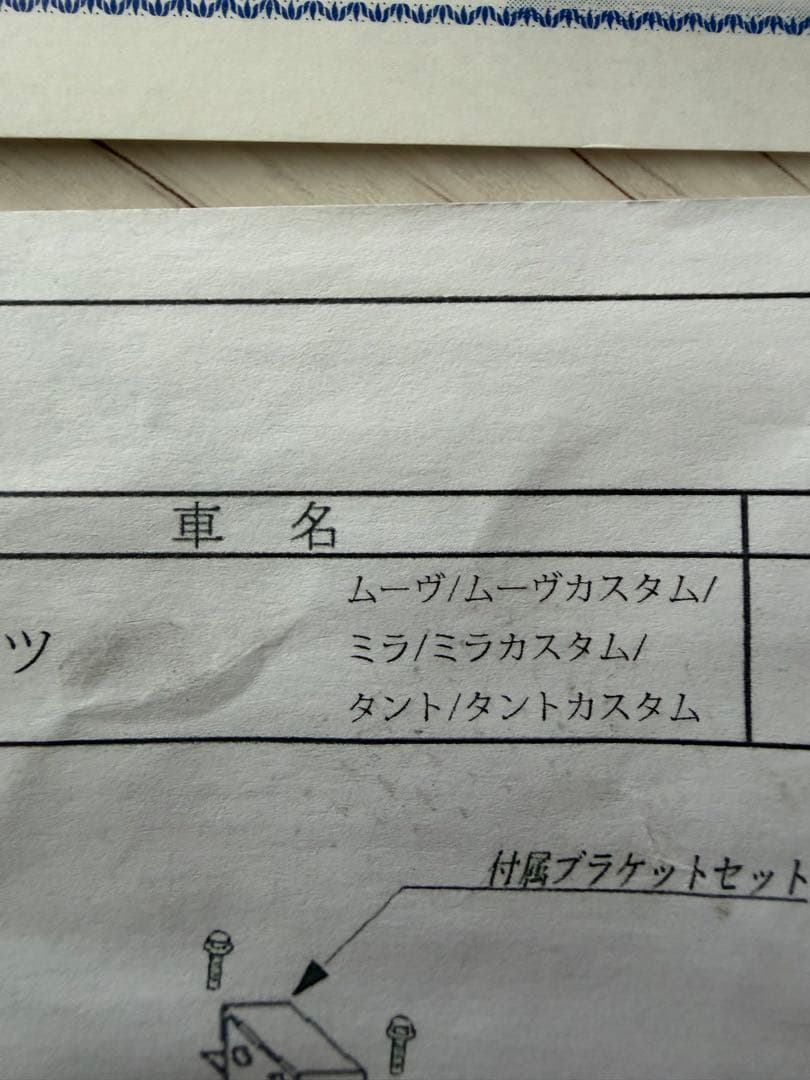 車 名
ツ
ムーヴ/ムーヴカスタム/
ミラ/ミラカスタム/
タント/タントカスタム
付属ブラケットセット